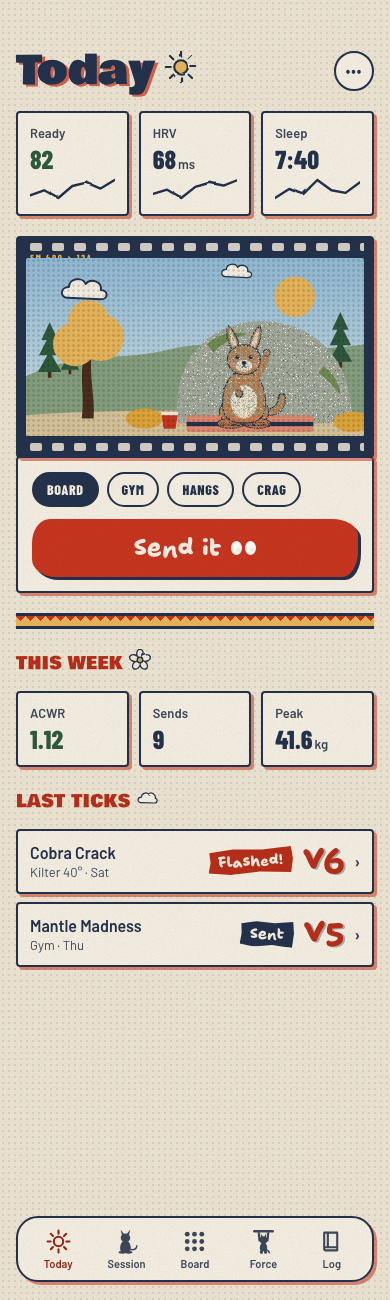 Today
Ready
82
HRV
68 ms
Sleep
7:40
BOARD
GYM
HANGS
CRAG
Send it
THIS WEEK
ACWR
1.12
Sends
9
Peak
41.6 kg
LAST TICKS
Cobra Crack
Kilter 40° · Sat
Flashed!
V6
›
Mantle Madness
Gym · Thu
Sent
V5
›
Today
Session
Board
Force
Log